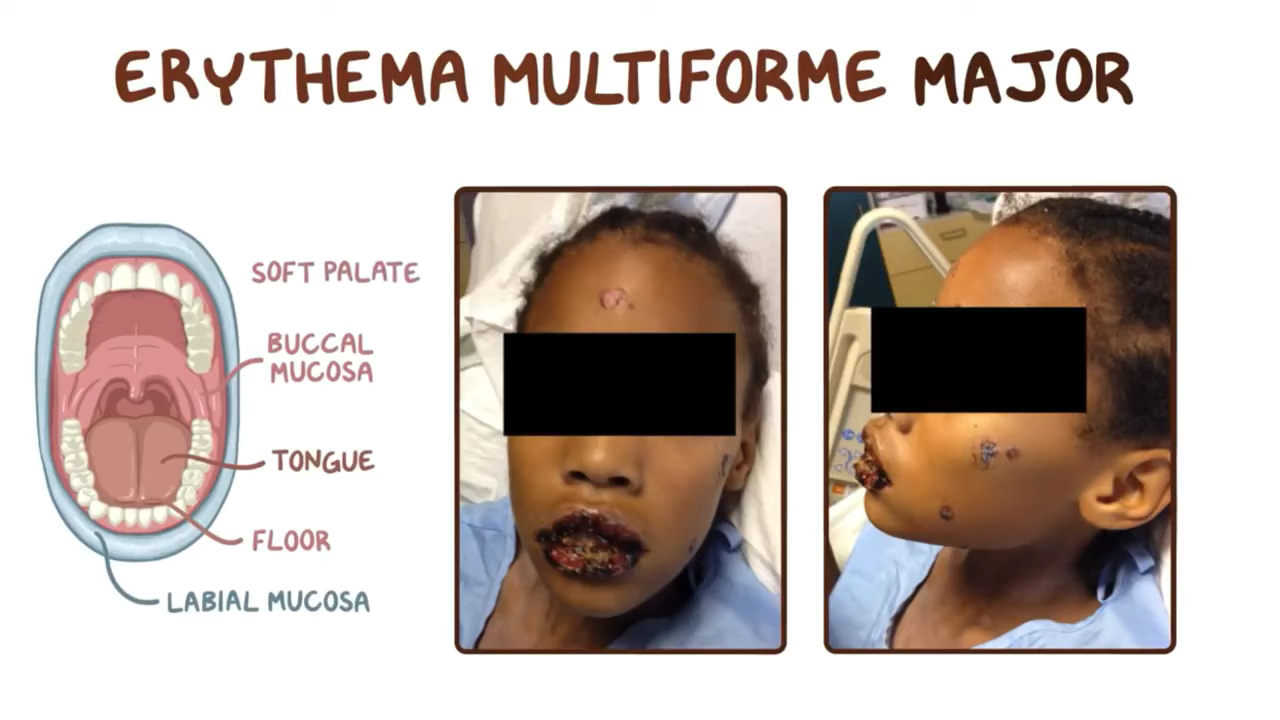 ERYTHEMA MULTIFORME MAJOR
SOFT PALATE
BUCCAL
MUCOSA
TONGUE
FLOOR
LABIAL MUCOSA